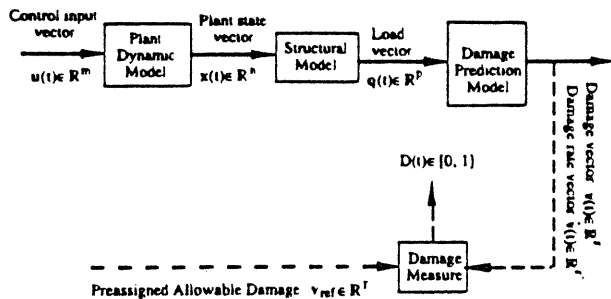 Control input
vector
u(t)∈ R^m
Plant
Dynamic
Model
Plant state
vector
x(t)∈ R^n
Structural
Model
Load
vector
q(t)∈ R^p
Damage
Prediction
Model
Damage vector v(t)∈ R^r
Damage rate vector v̇(t)∈ R^r
D(t)∈ [0, 1]
Damage
Measure
Preassigned Allowable Damage v_ref ∈ R^r